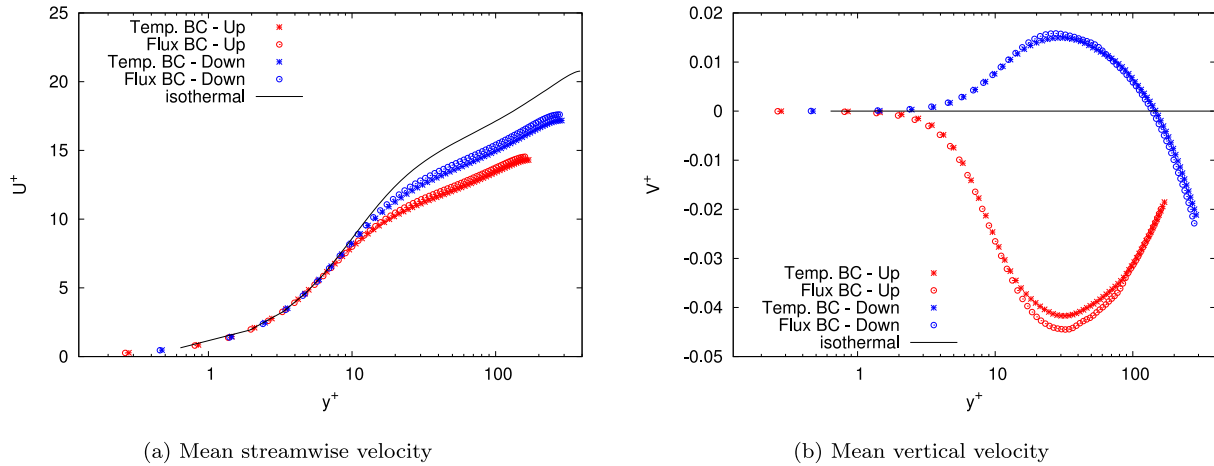 25
20
15
10
5
0
1
10
100
U+
y+
Temp. BC - Up
Flux BC - Up
Temp. BC - Down
Flux BC - Down
isothermal
(a) Mean streamwise velocity
0.02
0.01
0
-0.01
-0.02
-0.03
-0.04
-0.05
1
10
100
V+
y+
Temp. BC - Up
Flux BC - Up
Temp. BC - Down
Flux BC - Down
isothermal
(b) Mean vertical velocity